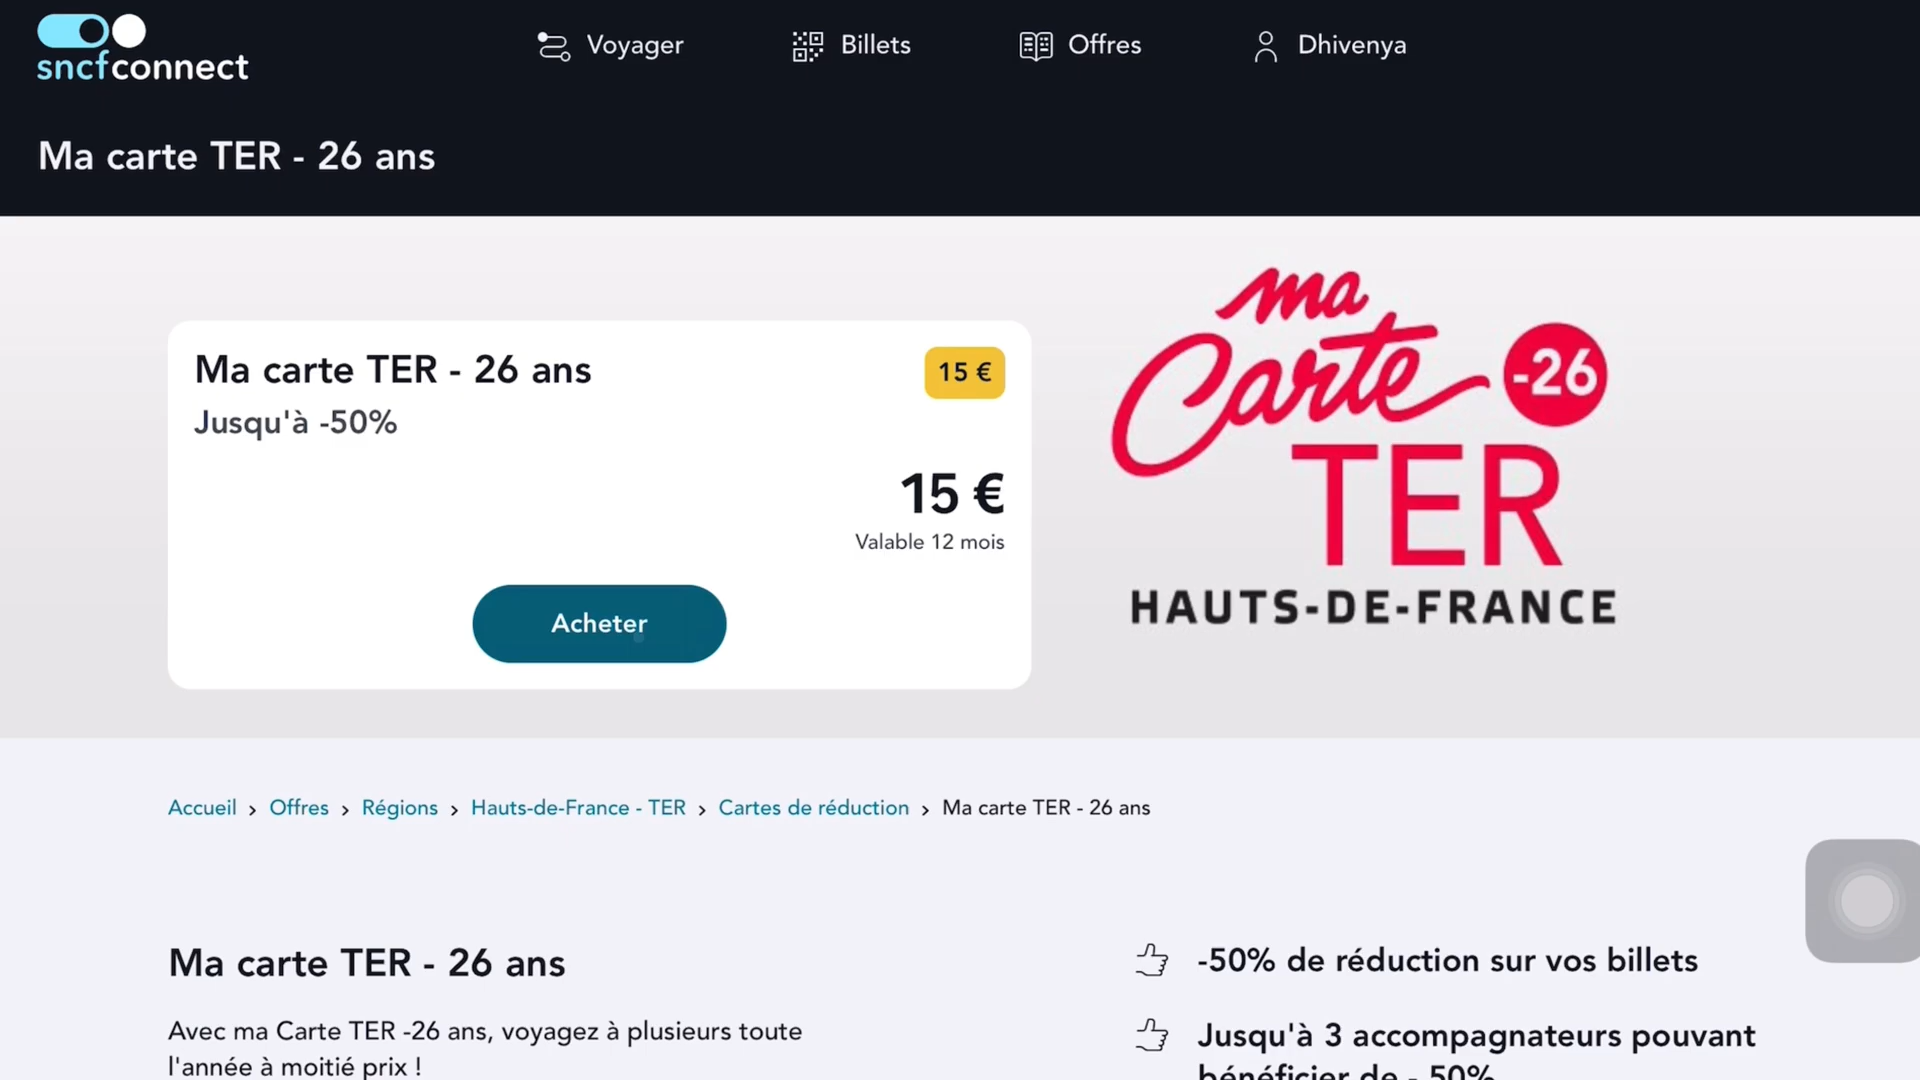 sncfconnect
Voyager
Billets
Offres
Dhivenya
Ma carte TER - 26 ans
Ma carte TER - 26 ans
15 €
Jusqu'à -50%
15 €
Valable 12 mois
Acheter
ma
Carte -26
TER
HAUTS-DE-FRANCE
Accueil > Offres > Régions > Hauts-de-France - TER > Cartes de réduction > Ma carte TER - 26 ans
Ma carte TER - 26 ans
Avec ma Carte TER -26 ans, voyagez à plusieurs toute
l'année à moitié prix !
-50% de réduction sur vos billets
Jusqu'à 3 accompagnateurs pouvant
bénéficier de - 50%